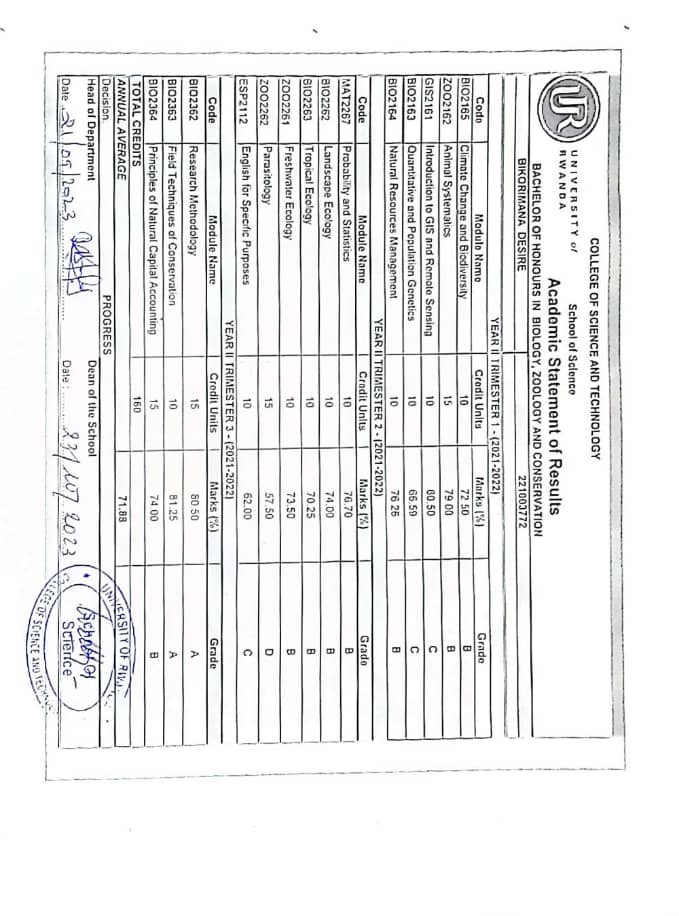 COLLEGE OF SCIENCE AND TECHNOLOGY
UR
UNIVERSITY of
RWANDA
School of Science
Academic Statement of Results
BACHELOR OF HONOURS IN BIOLOGY, ZOOLOGY AND CONSERVATION
BIKORIMANA DESIRE 221003772
YEAR II TRIMESTER 1 - (2021-2022)
Code Module Name Credit Units Marks (%) Grade
BIO2165 Climate Change and Biodiversity 10 72 50 B
ZOO2162 Animal Systematics 15 79 00 B
GIS2161 Introduction to GIS and Remote Sensing 10 60 50 C
BIO2163 Quantitative and Population Genetics 10 66.59 C
BIO2164 Natural Resources Management 10 76 26 B
YEAR II TRIMESTER 2 - (2021-2022)
Code Module Name Credit Units Marks (%) Grade
MAT2267 Probability and Statistics 10 76.70 B
BIO2262 Landscape Ecology 10 74.00 B
BIO2263 Tropical Ecology 10 70 25 B
ZOO2261 Freshwater Ecology 10 73.50 B
ZOO2262 Parasitology 15 57.50 D
ESP2112 English for Specific Purposes 10 62.00 C
YEAR II TRIMESTER 3 - (2021-2022)
Code Module Name Credit Units Marks (%) Grade
BIO2362 Research Methodology 15 80 50 A
BIO2363 Field Techniques of Conservation 10 81.25 A
BIO2364 Principles of Natural Capital Accounting 15 74 00 B
TOTAL CREDITS 160
ANNUAL AVERAGE 71.88
Decision PROGRESS
Head of Department Dean of the School
Date 21/09/2023 Date: 2023
UNIVERSITY OF
School of
Science
COLLEGE OF SCIENCE AND